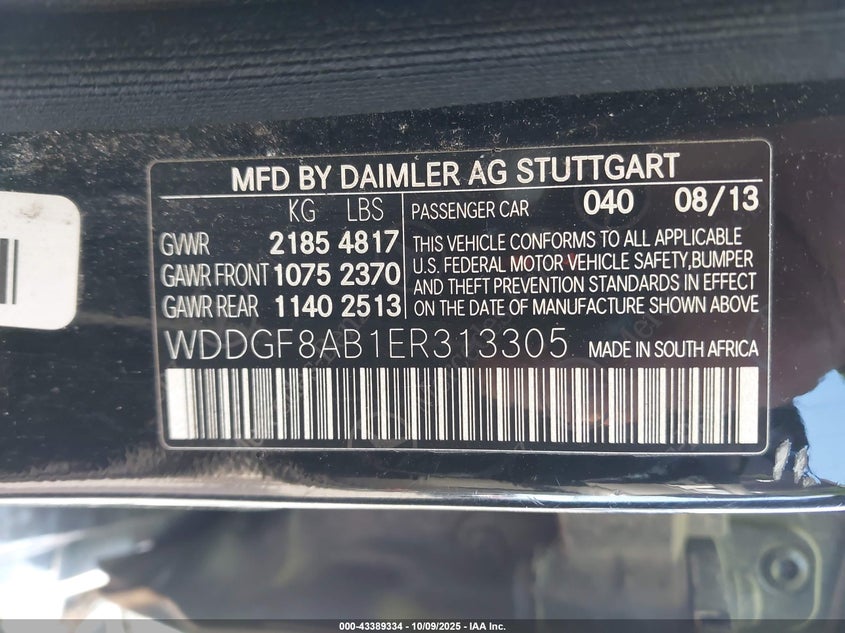 MFD BY DAIMLER AG STUTTGART
KG LBS
GVWR 2185 4817
GAWR FRONT 1075 2370
GAWR REAR 1140 2513
PASSENGER CAR 040 08/13
THIS VEHICLE CONFORMS TO ALL APPLICABLE
U.S. FEDERAL MOTOR VEHICLE SAFETY,BUMPER
AND THEFT PREVENTION STANDARDS IN EFFECT
ON THE DATE OF MANUFACTURE SHOWN ABOVE
WDDGF8AB1ER313305 MADE IN SOUTH AFRICA
000-43389334 - 10/09/2025 - IAA Inc.